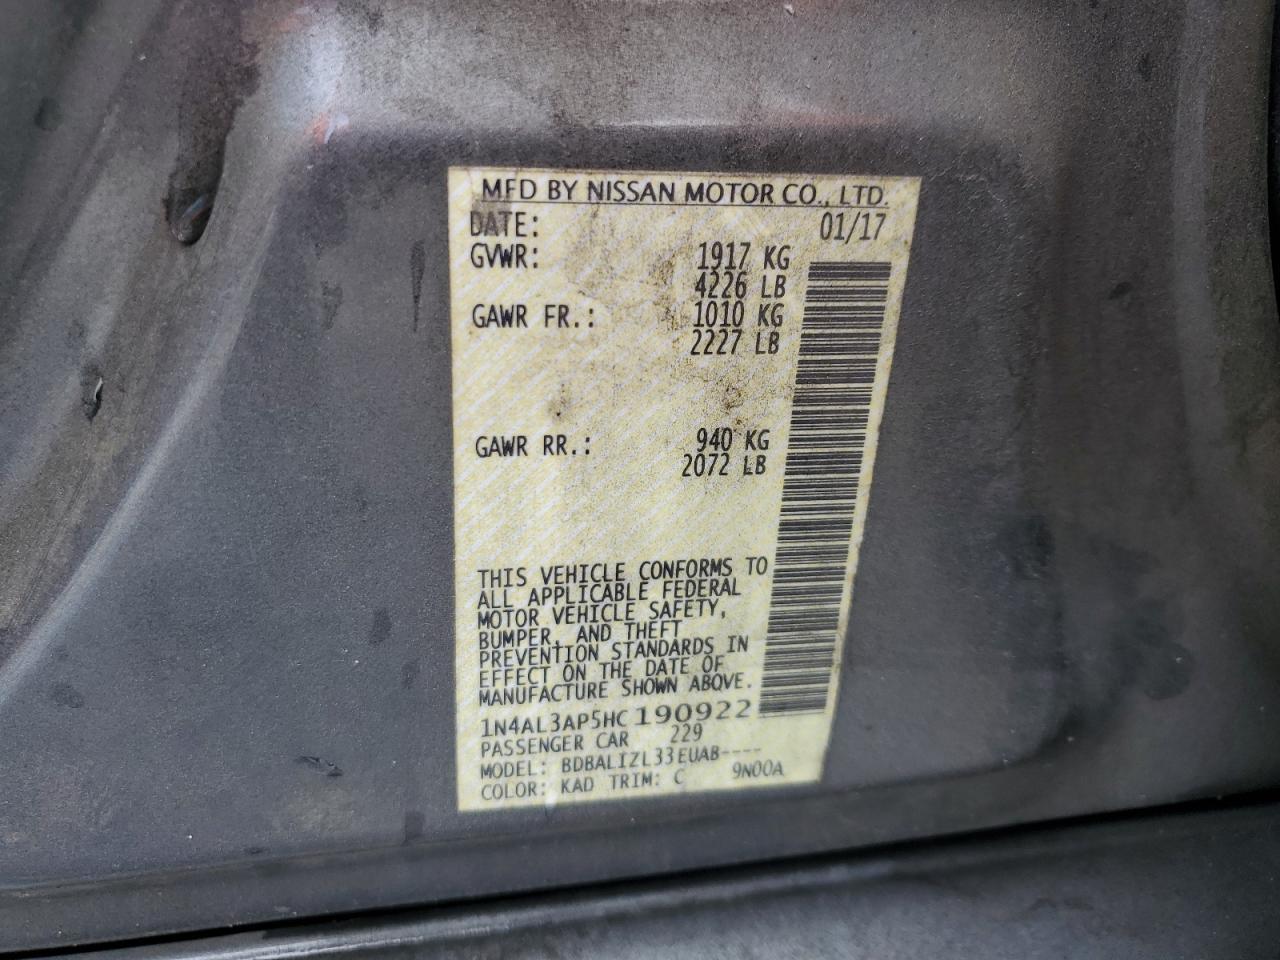 MFD BY NISSAN MOTOR CO., LTD.
DATE: 01/17
GVWR: 1917 KG
4226 LB
GAWR FR.: 1010 KG
2227 LB
GAWR RR.: 940 KG
2072 LB
THIS VEHICLE CONFORMS TO
ALL APPLICABLE FEDERAL
MOTOR VEHICLE SAFETY,
BUMPER, AND THEFT
PREVENTION STANDARDS IN
EFFECT ON THE DATE OF
MANUFACTURE SHOWN ABOVE.
1N4AL3AP5HC190922
PASSENGER CAR 229
MODEL: BDBALIZL33EUAB----
COLOR: KAD TRIM: C 9N00A